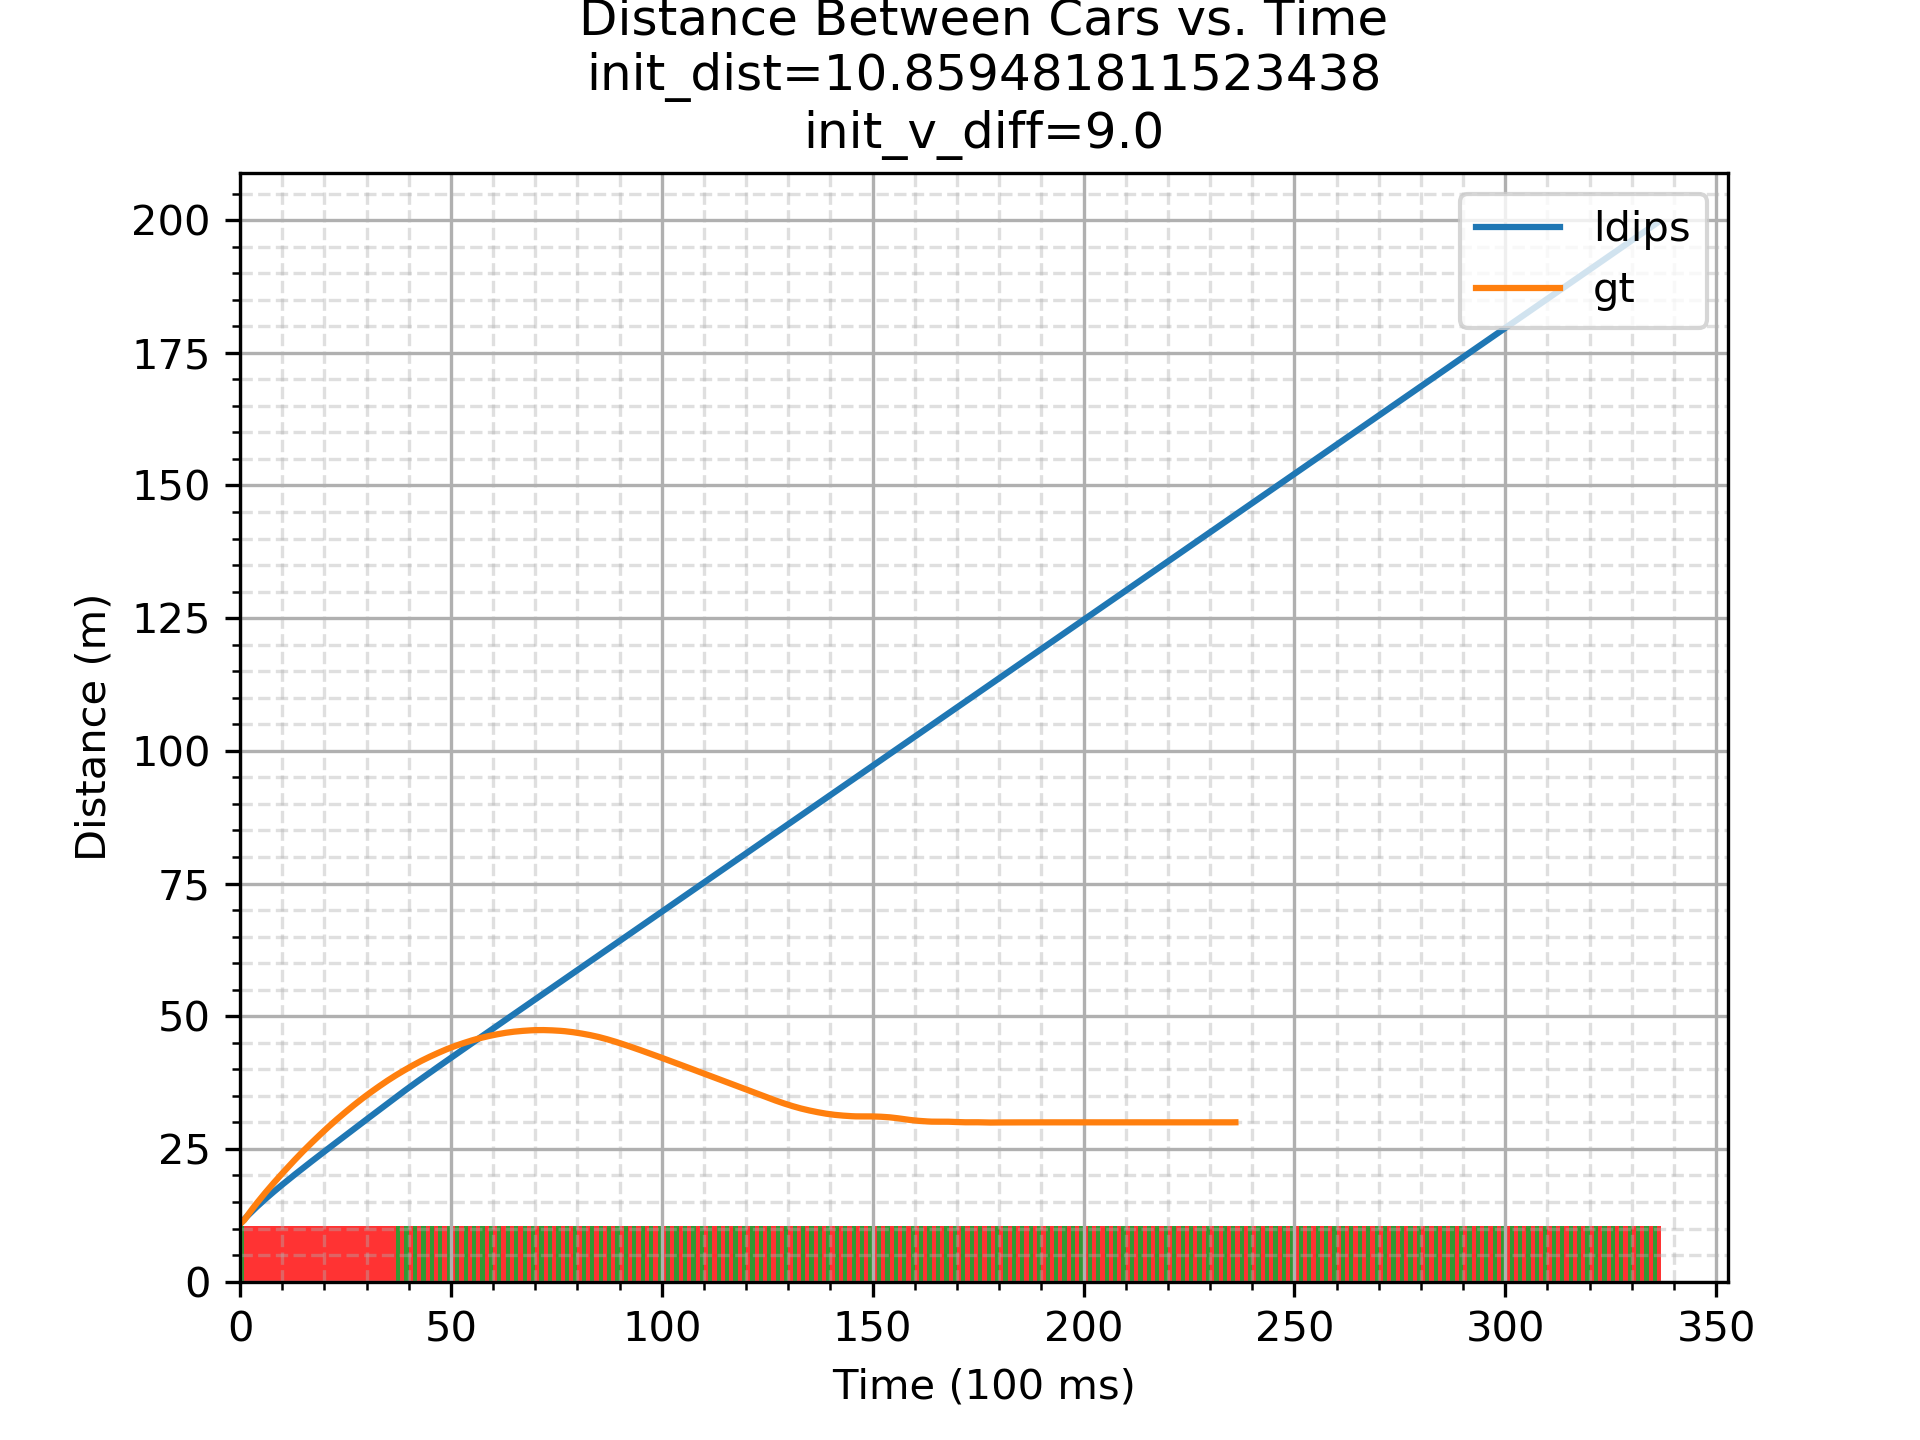 Distance Between Cars vs. Time
init_dist=10.859481811523438
init_v_diff=9.0
ldips
gt
200
175
150
125
100
75
50
25
0
Distance (m)
0 50 100 150 200 250 300 350
Time (100 ms)